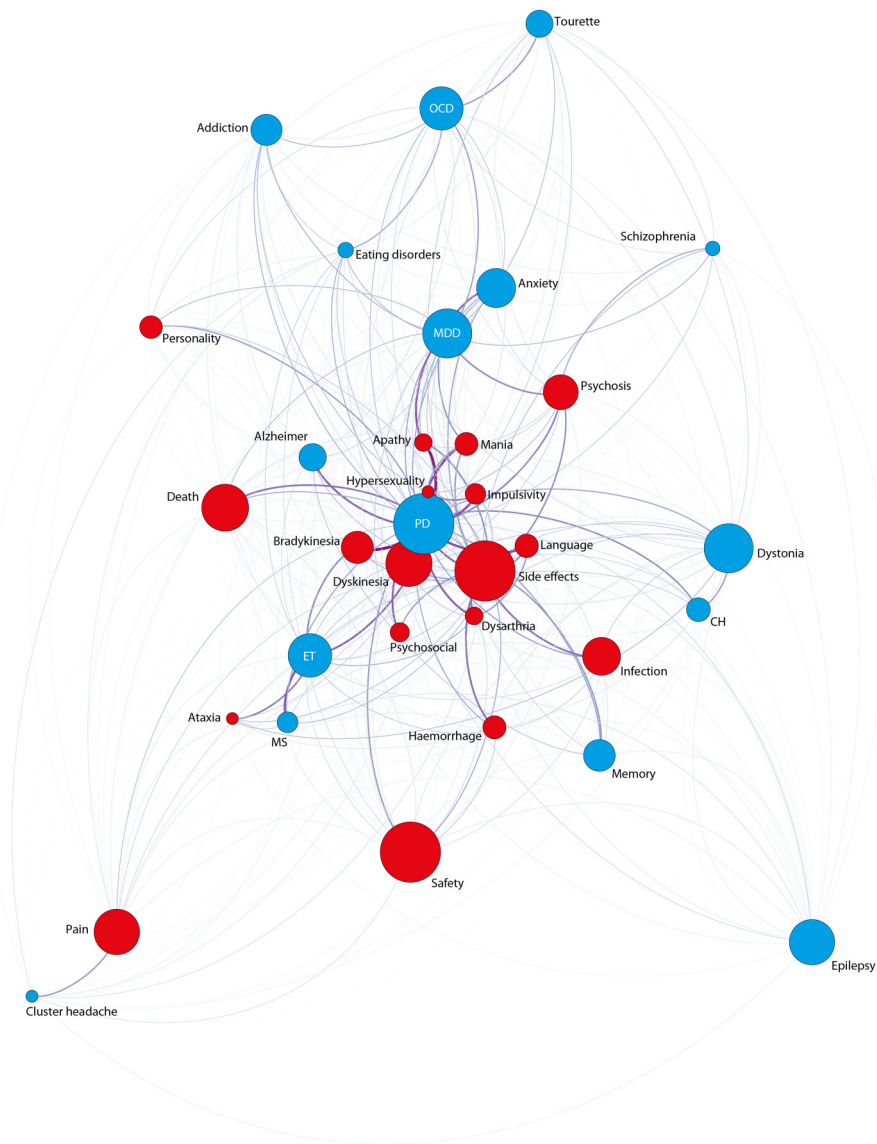 Tourette
OCD
Addiction
Schizophrenia
Eating disorders
Anxiety
Personality
MDD
Psychosis
Alzheimer
Apathy
Mania
Hypersexuality
Death
Impulsivity
PD
Bradykinesia
Language
Dystonia
Dyskinesia
Side effects
CH
Dysarthria
Psychosocial
ET
Infection
Ataxia
MS
Haemorrhage
Memory
Safety
Pain
Epilepsy
Cluster headache